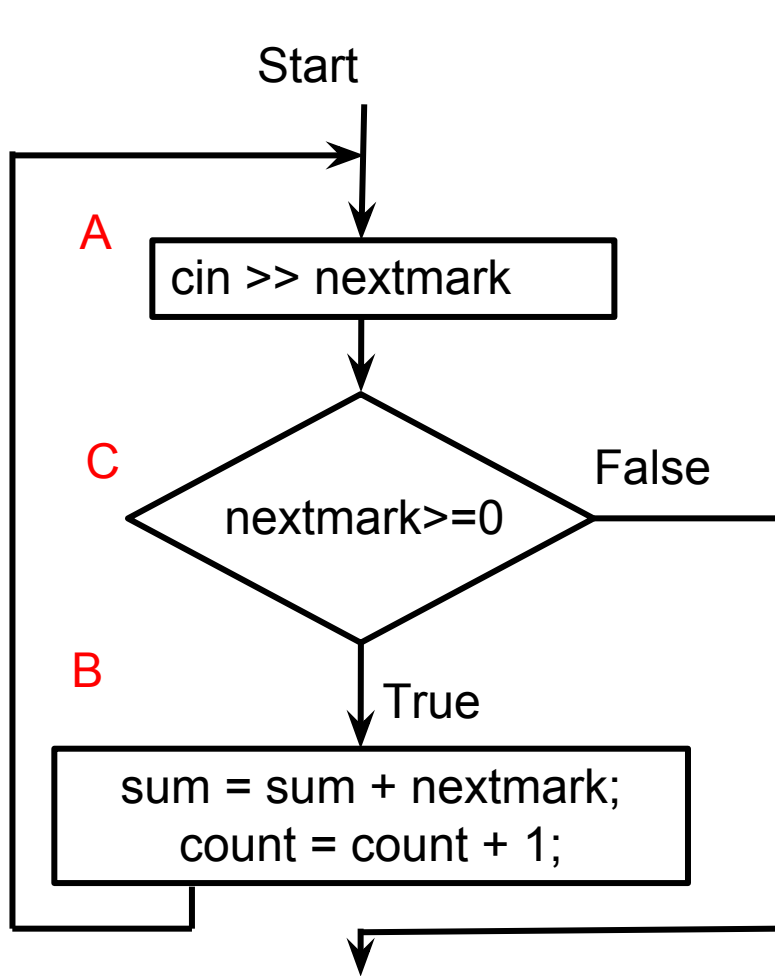 Start
A
cin >> nextmark
C
False
nextmark>=0
B
True
sum = sum + nextmark;
count = count + 1;